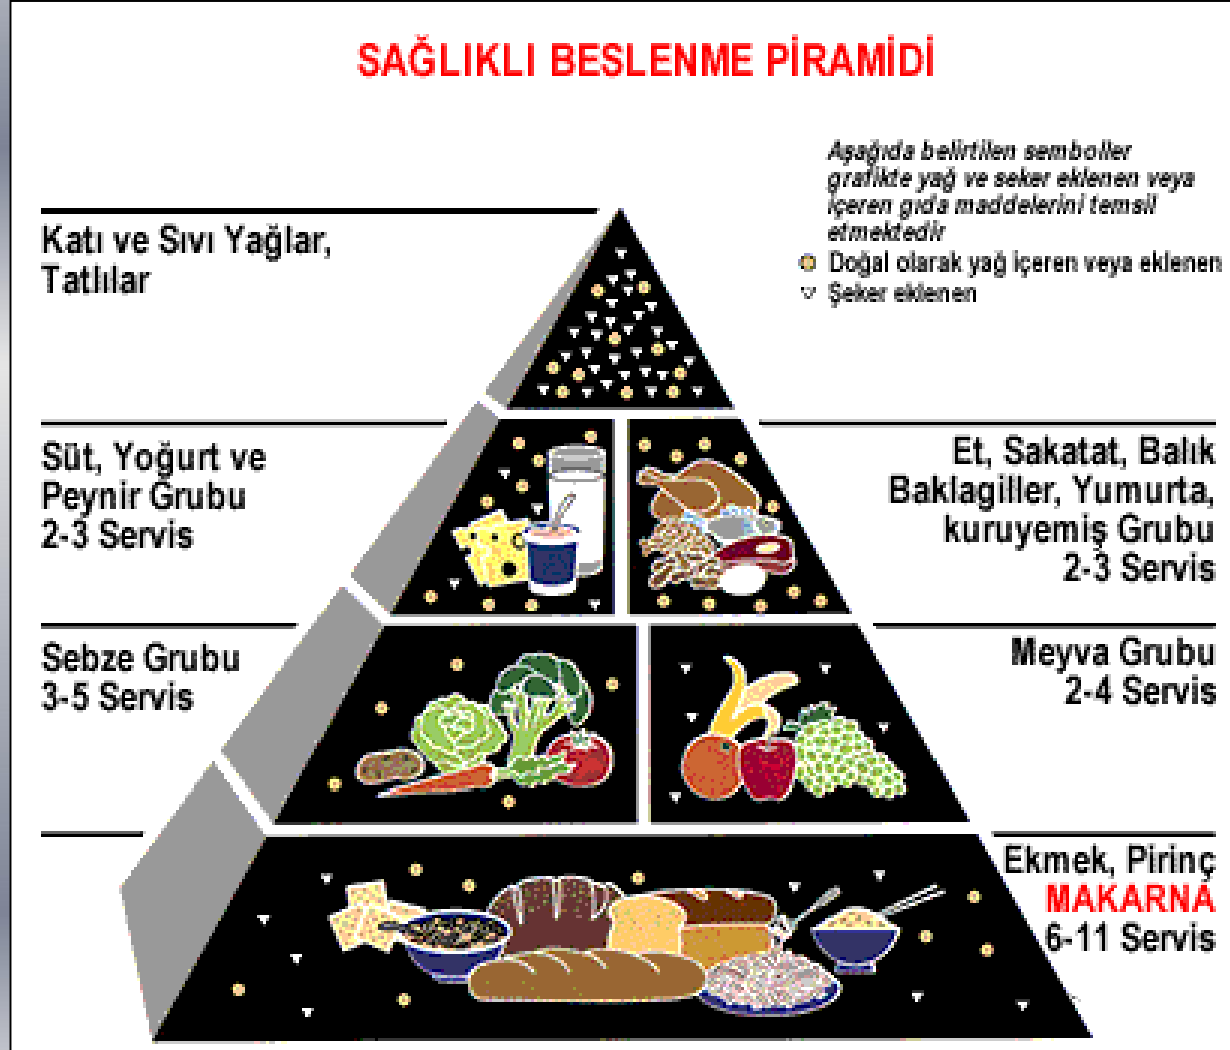 SAĞLIKLI BESLENME PİRAMİDİ
Aşağıda belirtilen semboller
grafikte yağ ve seker eklenen veya
içeren gıda maddelerini temsil
etmektedir
Doğal olarak yağ içeren veya eklenen
Şeker eklenen
Katı ve Sıvı Yağlar,
Tatlılar
Süt, Yoğurt ve
Peynir Grubu
2-3 Servis
Et, Sakatat, Balık
Baklagiller, Yumurta,
kuruyemiş Grubu
2-3 Servis
Sebze Grubu
3-5 Servis
Meyva Grubu
2-4 Servis
Ekmek, Pirinç
MAKARNA
6-11 Servis